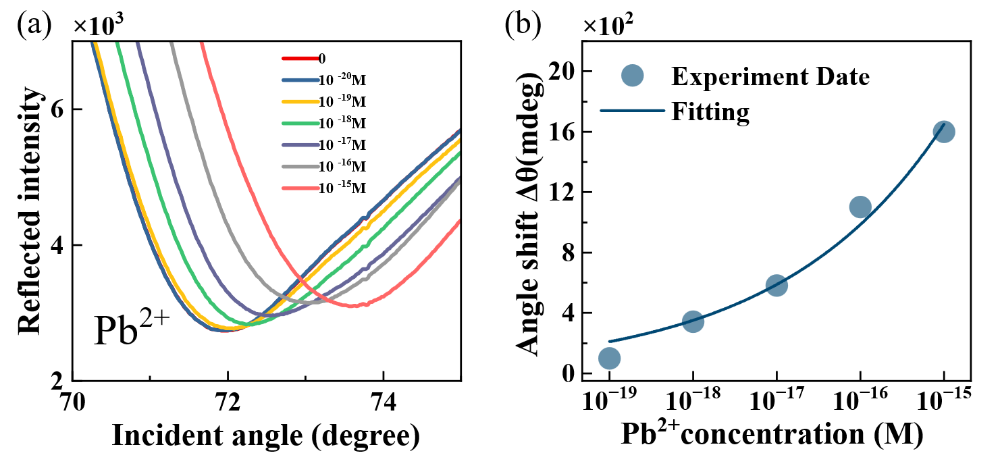 (a)
×10³
6
4
2
70
72
74
Reflected intensity
Incident angle (degree)
0
10 ⁻²⁰M
10 ⁻¹⁹M
10 ⁻¹⁸M
10 ⁻¹⁷M
10 ⁻¹⁶M
10 ⁻¹⁵M
Pb²⁺
(b)
×10²
20
16
12
8
4
0
Angle shift Δθ(mdeg)
Experiment Date
Fitting
10⁻¹⁹
10⁻¹⁸
10⁻¹⁷
10⁻¹⁶
10⁻¹⁵
Pb²⁺concentration (M)